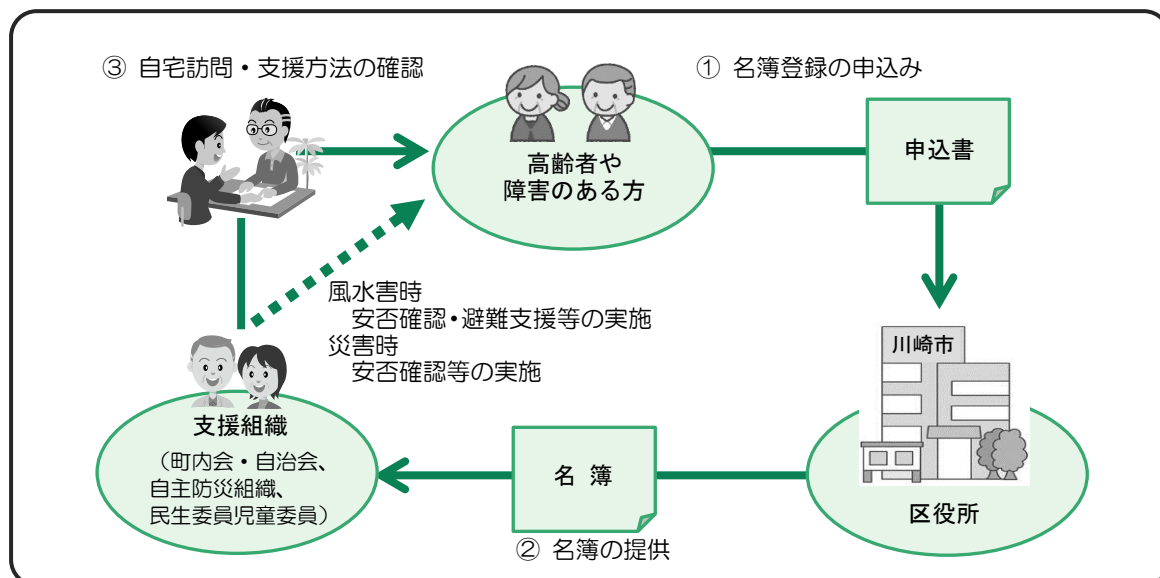 ③ 自宅訪問・支援方法の確認
① 名簿登録の申込み
高齢者や
障害のある方
申込書
風水害時
安否確認・避難支援等の実施
災害時
安否確認等の実施
川崎市
支援組織
（町内会・自治会、
自主防災組織、
民生委員児童委員）
名 簿
区役所
② 名簿の提供